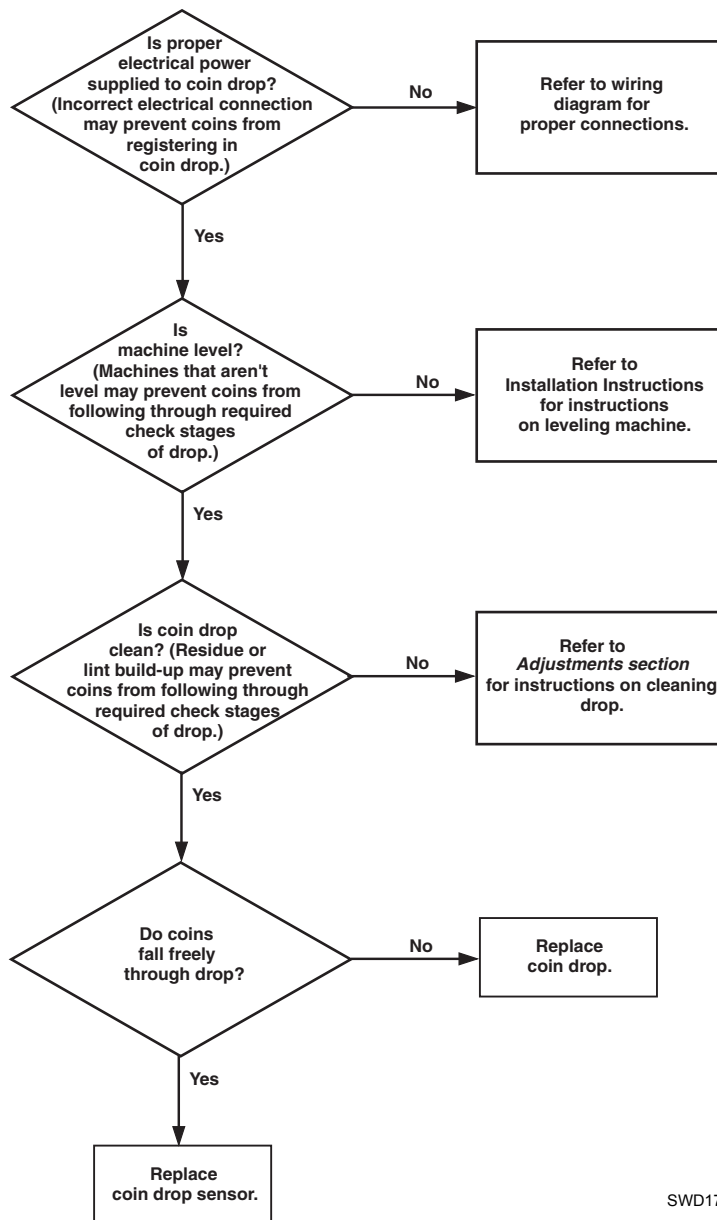 Is proper
electrical power
supplied to coin drop?
(Incorrect electrical connection
may prevent coins from
registering in
coin drop.)
No
Refer to wiring
diagram for
proper connections.
Yes
Is
machine level?
(Machines that aren't
level may prevent coins from
following through required
check stages
of drop.)
No
Refer to
Installation Instructions
for instructions
on leveling machine.
Yes
Is coin drop
clean? (Residue or
lint build-up may prevent
coins from following through
required check stages
of drop.)
No
Refer to
Adjustments section
for instructions on cleaning
drop.
Yes
Do coins
fall freely
through drop?
No
Replace
coin drop.
Yes
Replace
coin drop sensor.
SWD17